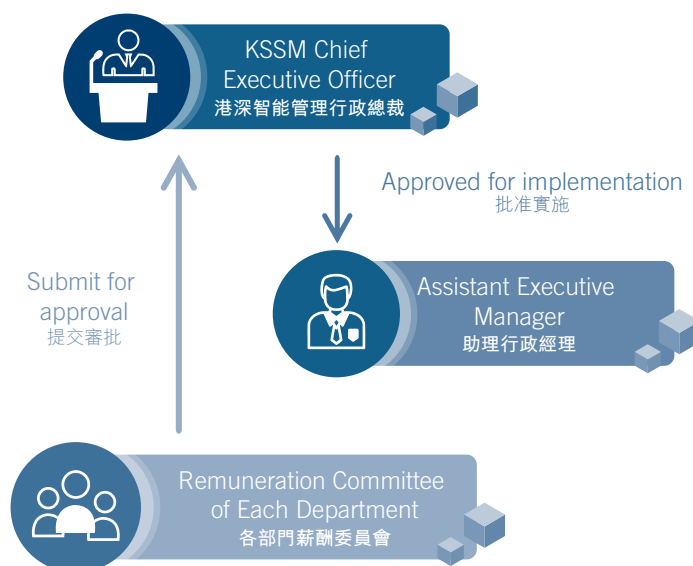 KSSM Chief
Executive Officer
港深智能管理行政總裁
Approved for implementation
批准實施
Submit for
approval
提交審批
Assistant Executive
Manager
助理行政經理
Remuneration Committee
of Each Department
各部門薪酬委員會